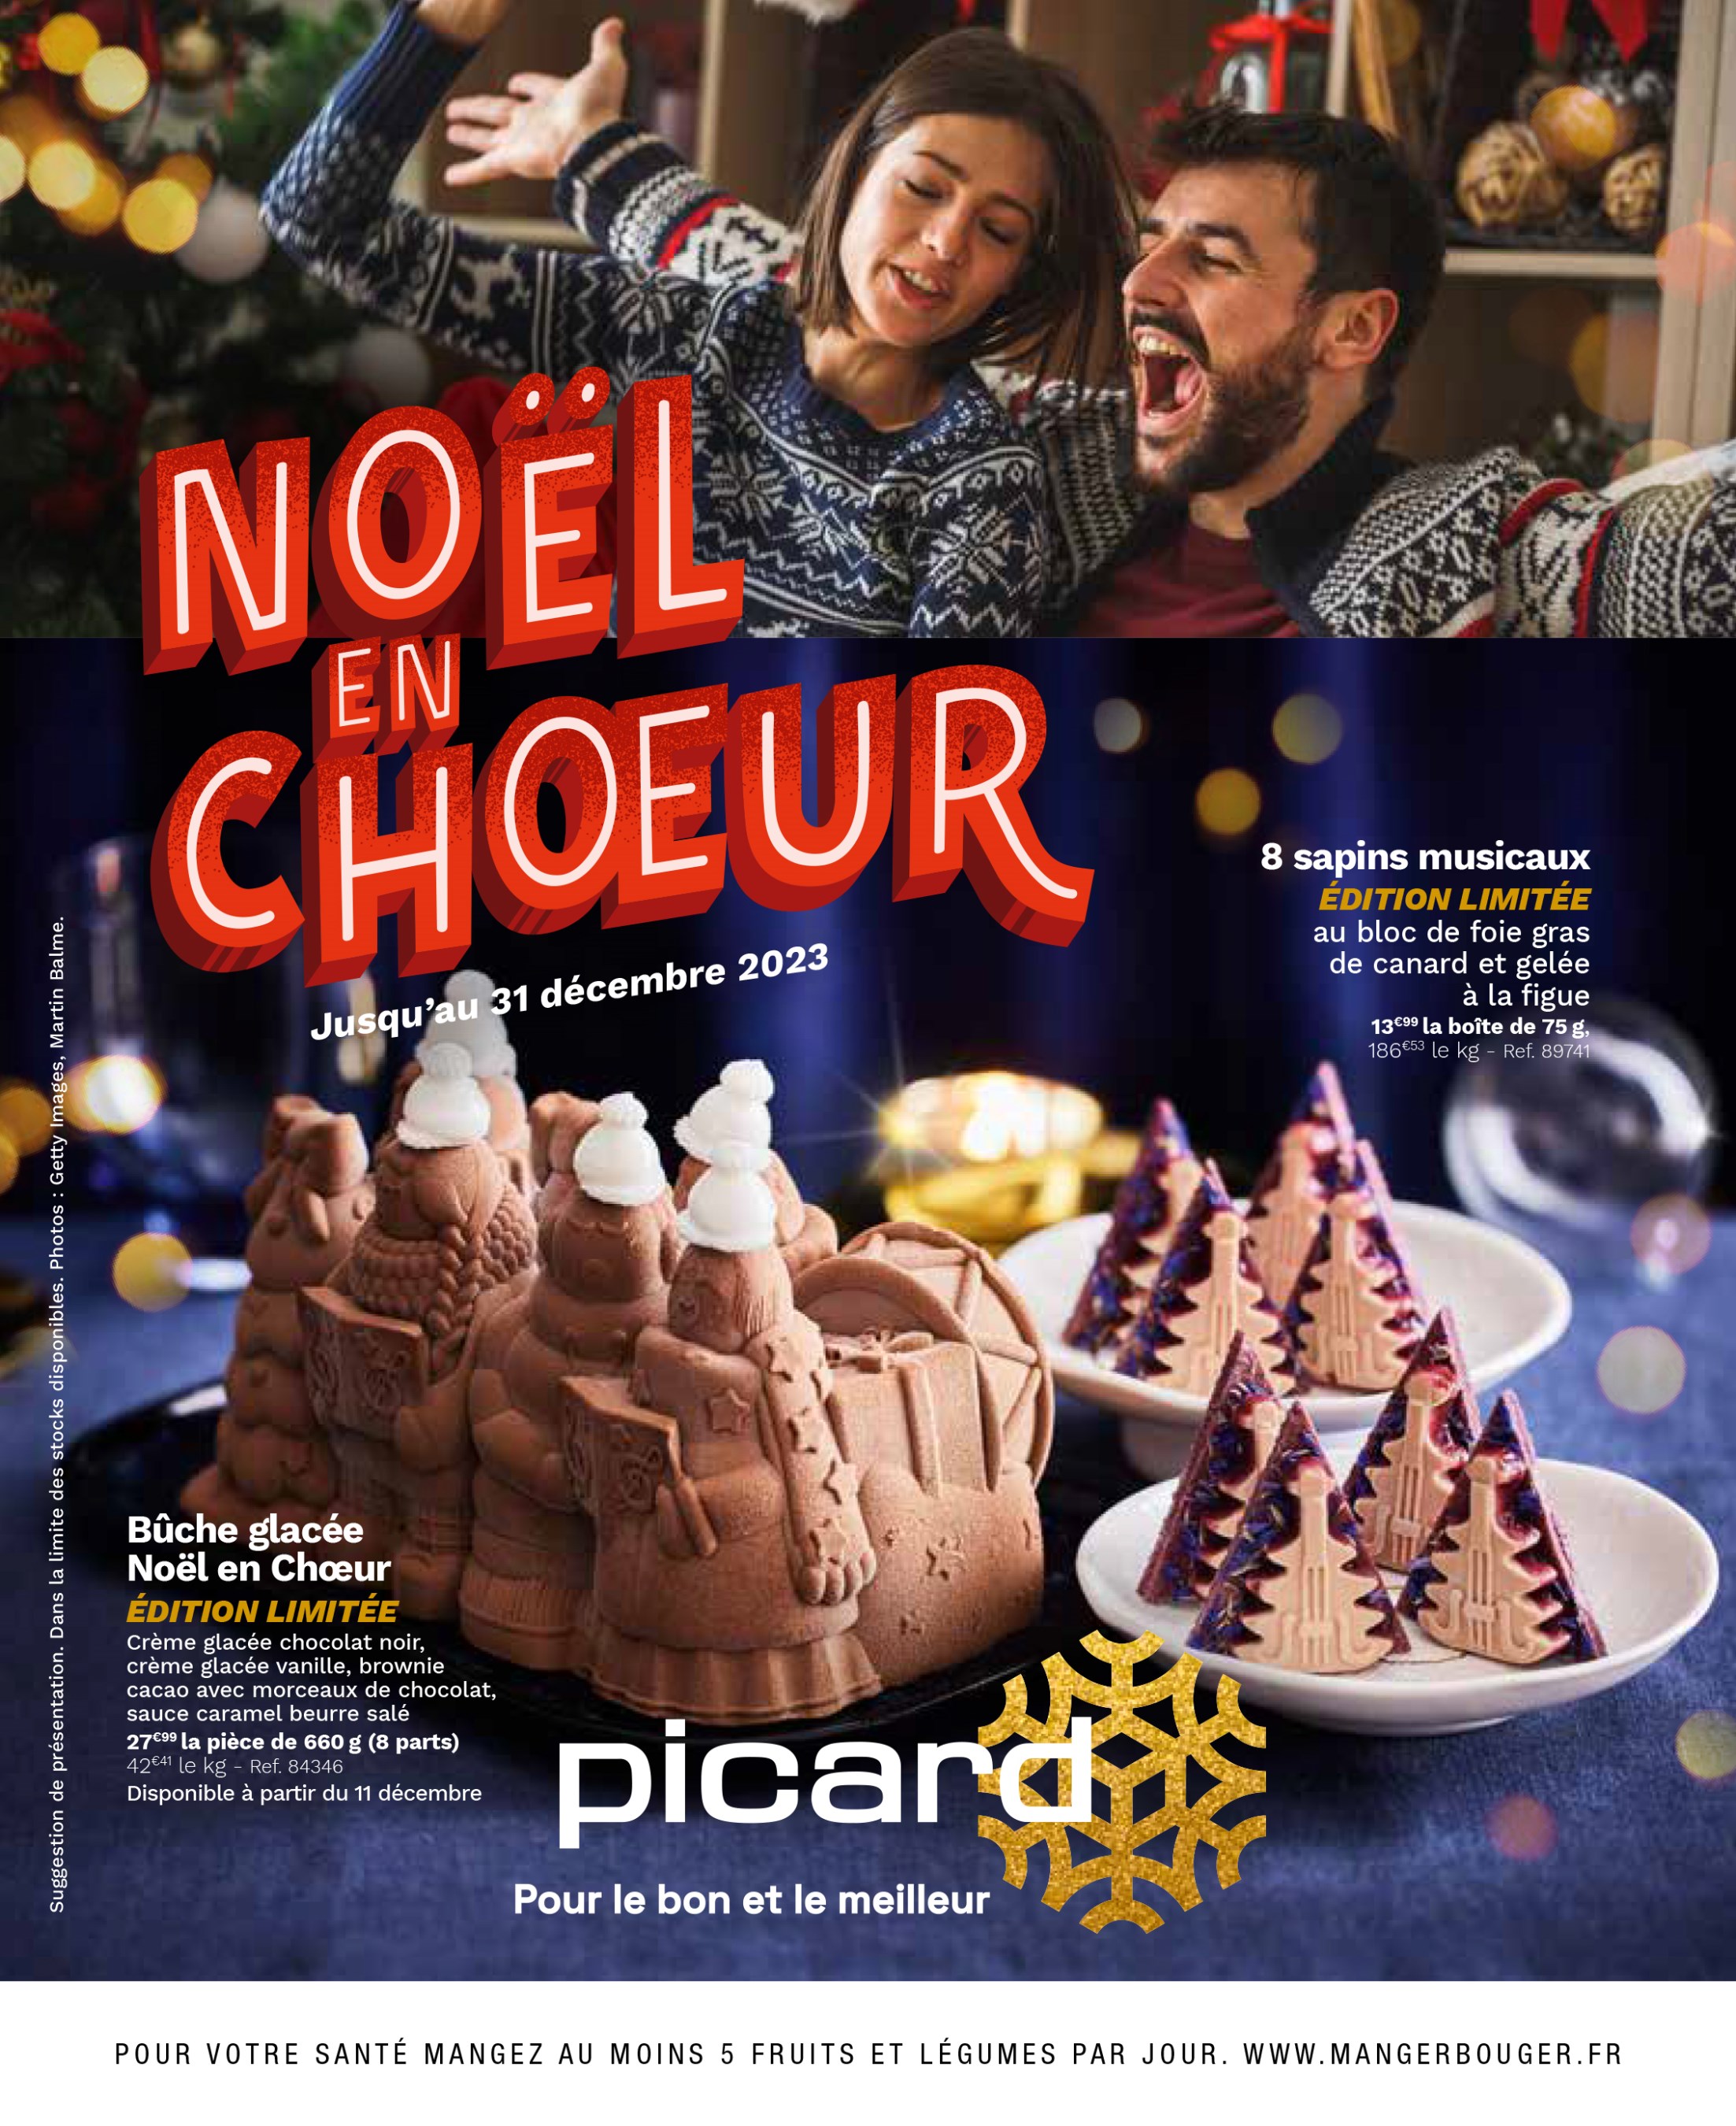 NOËL
EN
CHŒUR
Jusqu'au 31 décembre 2023
8 sapins musicaux
ÉDITION LIMITÉE
au bloc de foie gras
de canard et gelée
à la figue
13€99 la boîte de 75 g,
186€53 le kg - Ref. 89741
Suggestion de présentation. Dans la limite des stocks disponibles. Photos : Getty Images, Martin Balme.
Bûche glacée
Noël en Chœur
ÉDITION LIMITÉE
Crème glacée chocolat noir,
crème glacée vanille, brownie
cacao avec morceaux de chocolat,
sauce caramel beurre salé
27€99 la pièce de 660 g (8 parts)
42€41 le kg - Ref. 84346
Disponible à partir du 11 décembre
picard
Pour le bon et le meilleur
POUR VOTRE SANTÉ MANGEZ AU MOINS 5 FRUITS ET LÉGUMES PAR JOUR. WWW.MANGERBOUGER.FR